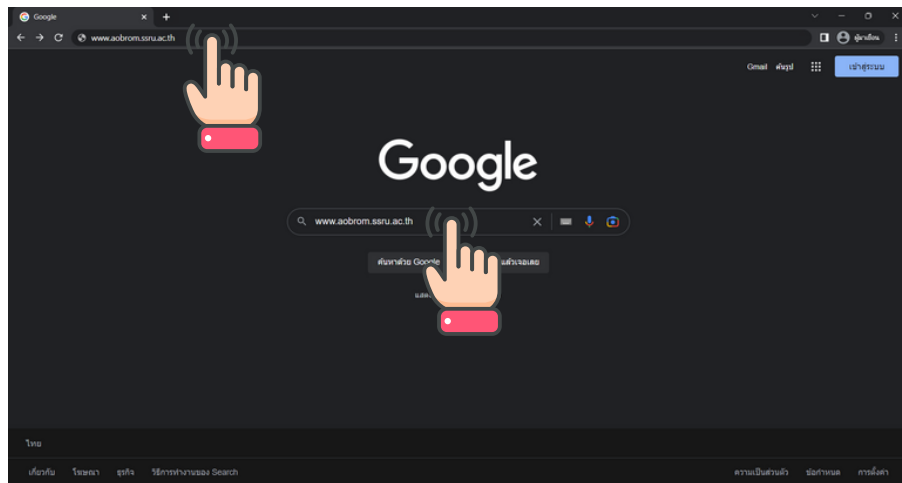 Google
www.aobrom.ssru.ac.th
ผู้มาเยือน
Gmail ค้นรูป
เข้าสู่ระบบ
Google
www.aobrom.ssru.ac.th
ค้นหาด้วย Google
แล้วเจอเลย
ไทย
เกี่ยวกับ โฆษณา ธุรกิจ วิธีการทำงานของ Search
ความเป็นส่วนตัว ข้อกำหนด การตั้งค่า